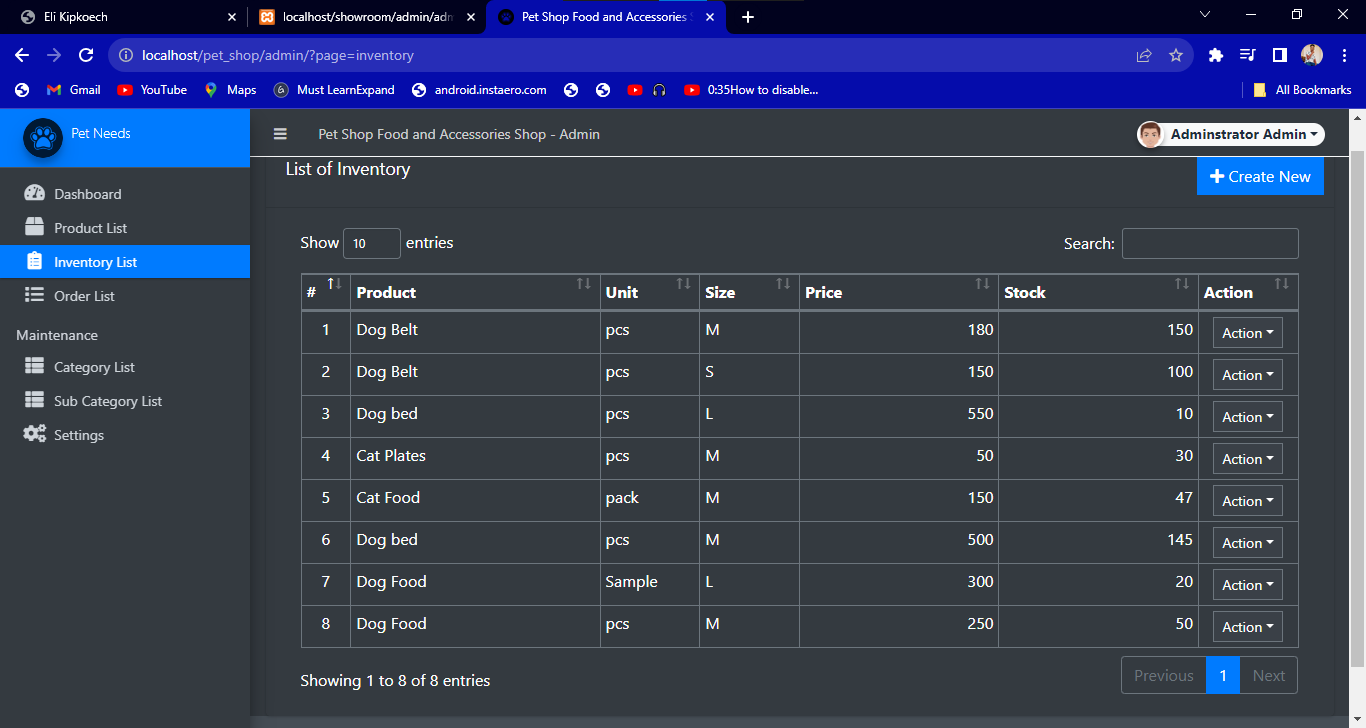 Eli Kipkoech
localhost/showroom/admin/adm
Pet Shop Food and Accessories S
localhost/pet_shop/admin/?page=inventory
Gmail YouTube Maps Must LearnExpand android.instaero.com 0:35How to disable... All Bookmarks
Pet Needs
Pet Shop Food and Accessories Shop - Admin
Adminstrator Admin
Dashboard
Product List
Inventory List
Order List
Maintenance
Category List
Sub Category List
Settings
List of Inventory
Create New
Show 10 entries
Search:
# Product Unit Size Price Stock Action
1 Dog Belt pcs M 180 150 Action
2 Dog Belt pcs S 150 100 Action
3 Dog bed pcs L 550 10 Action
4 Cat Plates pcs M 50 30 Action
5 Cat Food pack M 150 47 Action
6 Dog bed pcs M 500 145 Action
7 Dog Food Sample L 300 20 Action
8 Dog Food pcs M 250 50 Action
Showing 1 to 8 of 8 entries
Previous 1 Next